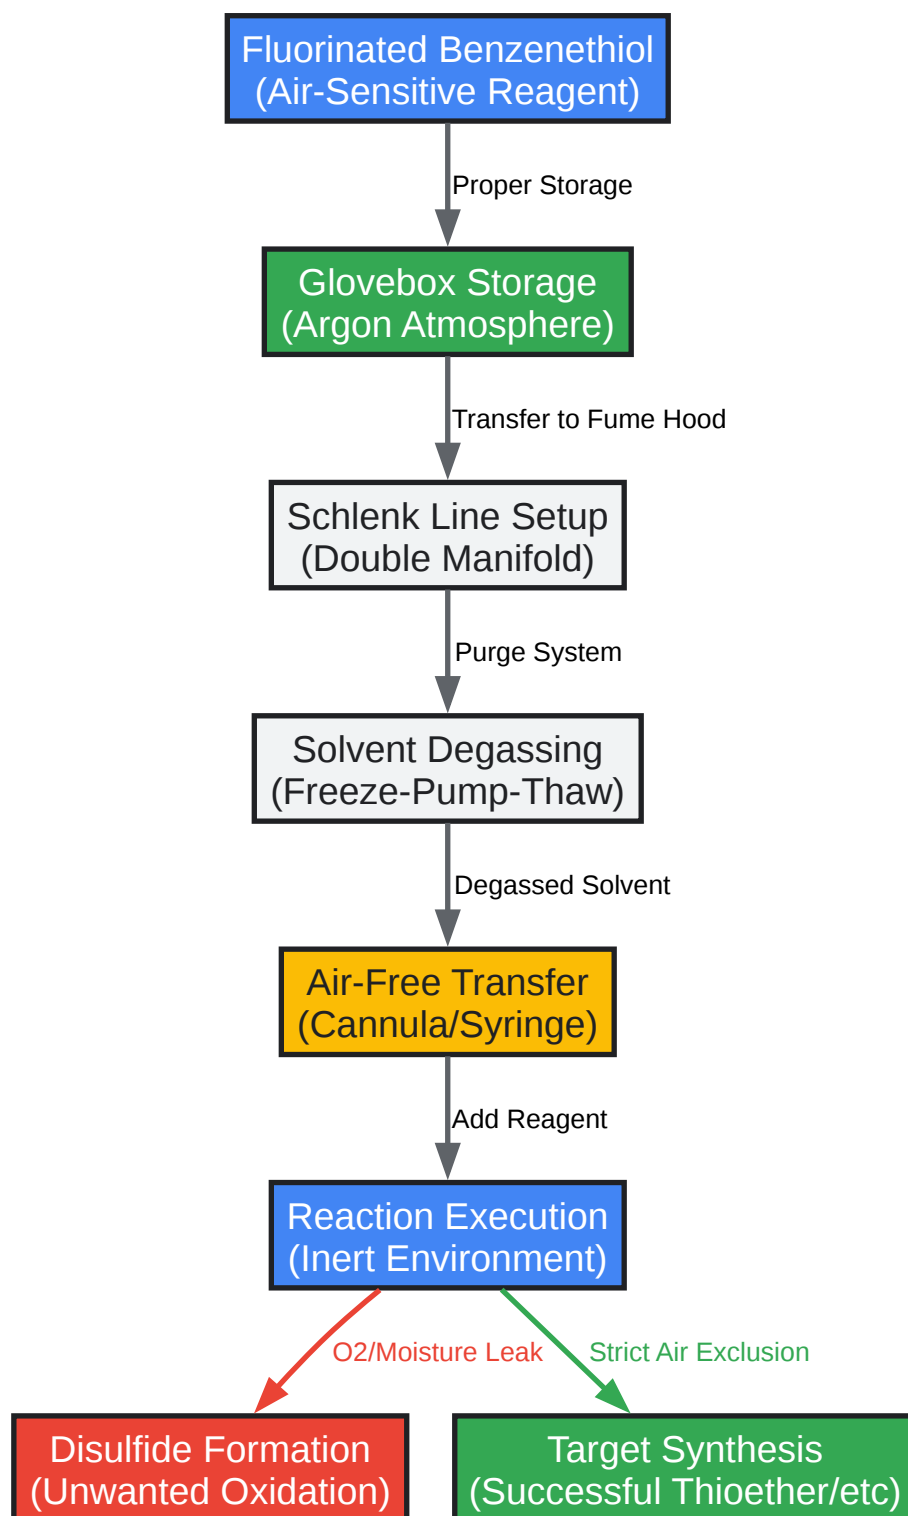 Fluorinated Benzenethiol
(Air-Sensitive Reagent)
Proper Storage
Glovebox Storage
(Argon Atmosphere)
Transfer to Fume Hood
Schlenk Line Setup
(Double Manifold)
Purge System
Solvent Degassing
(Freeze-Pump-Thaw)
Degassed Solvent
Air-Free Transfer
(Cannula/Syringe)
Add Reagent
Reaction Execution
(Inert Environment)
O2/Moisture Leak
Strict Air Exclusion
Disulfide Formation
(Unwanted Oxidation)
Target Synthesis
(Successful Thioether/etc)